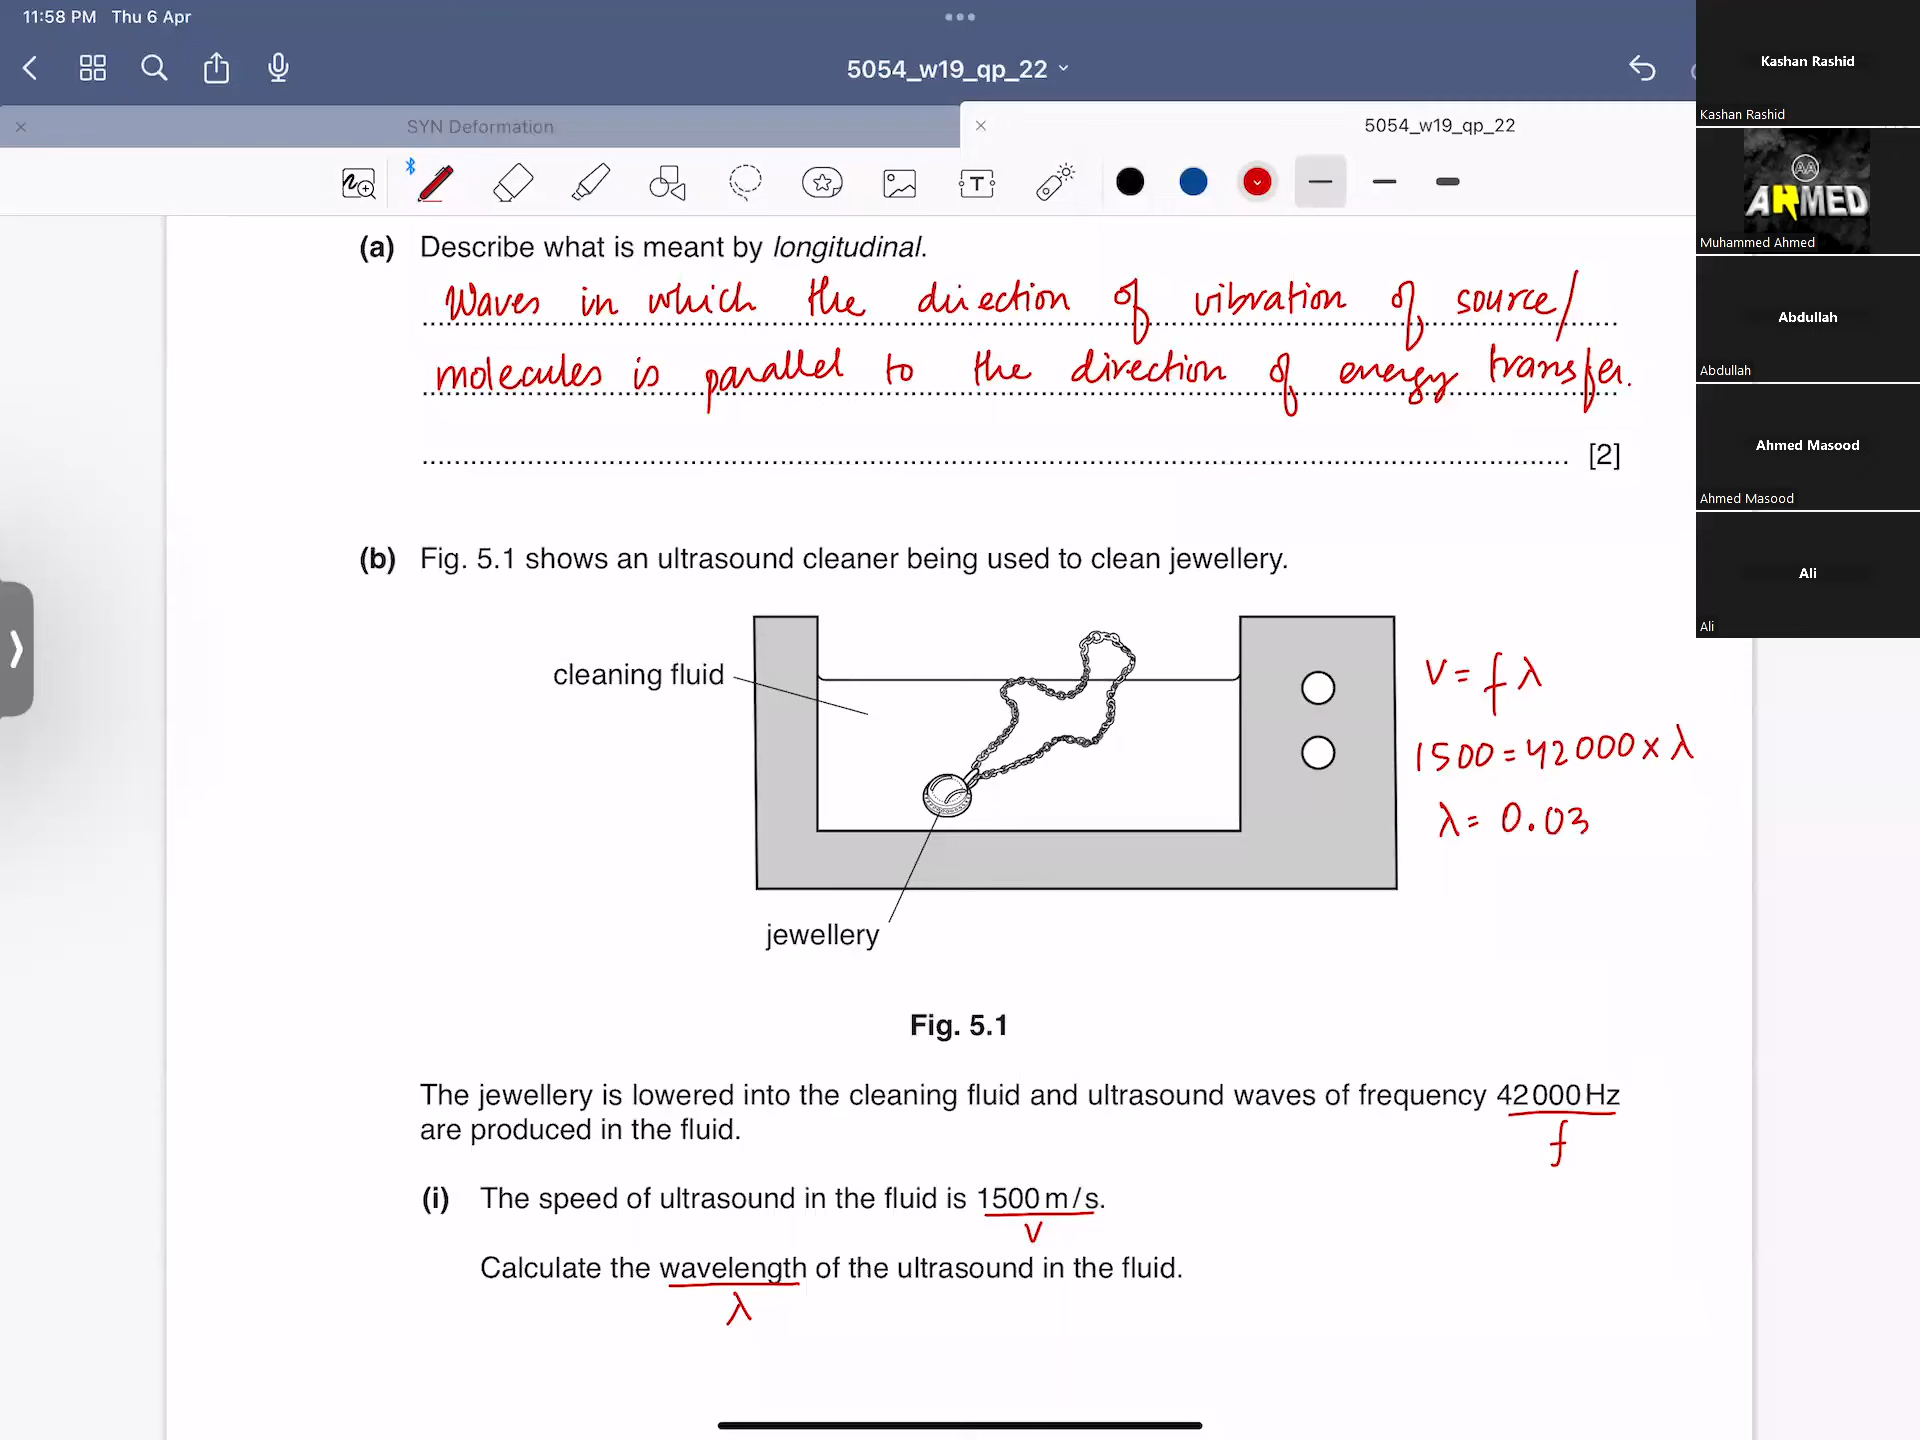 11:58 PM Thu 6 Apr
5054_w19_qp_22
SYN Deformation
5054_w19_qp_22
T
Kashan Rashid
Kashan Rashid
AA
AHMED
Muhammed Ahmed
Abdullah
Abdullah
Ahmed Masood
Ahmed Masood
Ali
Ali
(a) Describe what is meant by longitudinal.
Waves in which the direction of vibration of source/
molecules is parallel to the direction of energy transfer.
[2]
(b) Fig. 5.1 shows an ultrasound cleaner being used to clean jewellery.
cleaning fluid
jewellery
v = f λ
1500 = 42000 x λ
λ = 0.03
Fig. 5.1
The jewellery is lowered into the cleaning fluid and ultrasound waves of frequency 42 000 Hz
are produced in the fluid.
f
(i) The speed of ultrasound in the fluid is 1500 m / s.
v
Calculate the wavelength of the ultrasound in the fluid.
λ